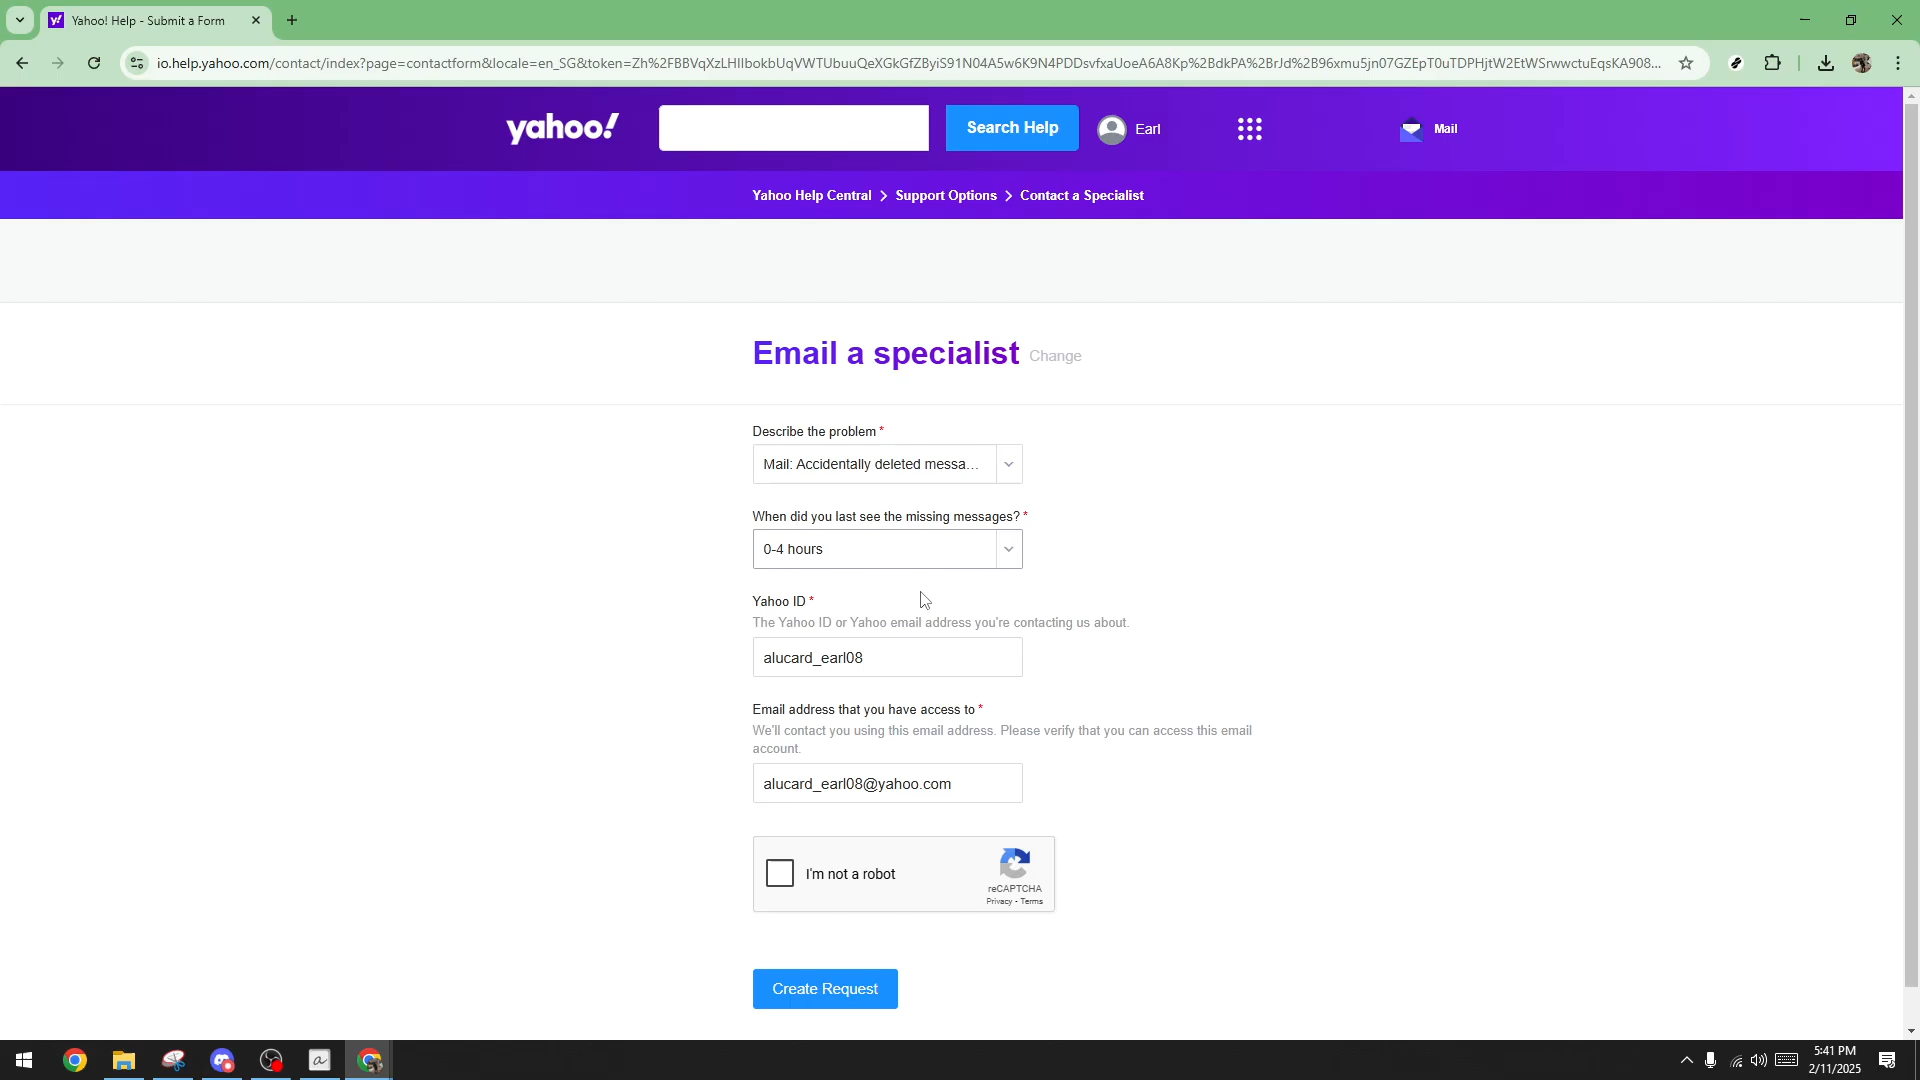 Yahoo! Help - Submit a Form
io.help.yahoo.com/contact/index?page=contactform&locale=en_SG&token=Zh%2FBBVqXzLHIlbokbUqVWTUbuuQeXGkGfZByiS91N04A5w6K9N4PDDsvfxaUoeA6A8Kp%2BdkPA%2BrJd%2B96xmu5jn07GZEpT0uTDPHjtW2EtWSrwwctuEqsKA908...
yahoo!
Search Help
Earl
Mail
Yahoo Help Central > Support Options > Contact a Specialist
Email a specialist Change
Describe the problem *
Mail: Accidentally deleted messa...
When did you last see the missing messages? *
0-4 hours
Yahoo ID *
The Yahoo ID or Yahoo email address you're contacting us about.
alucard_earl08
Email address that you have access to *
We'll contact you using this email address. Please verify that you can access this email
account.
alucard_earl08@yahoo.com
I'm not a robot
reCAPTCHA
Privacy - Terms
Create Request
5:41 PM
2/11/2025